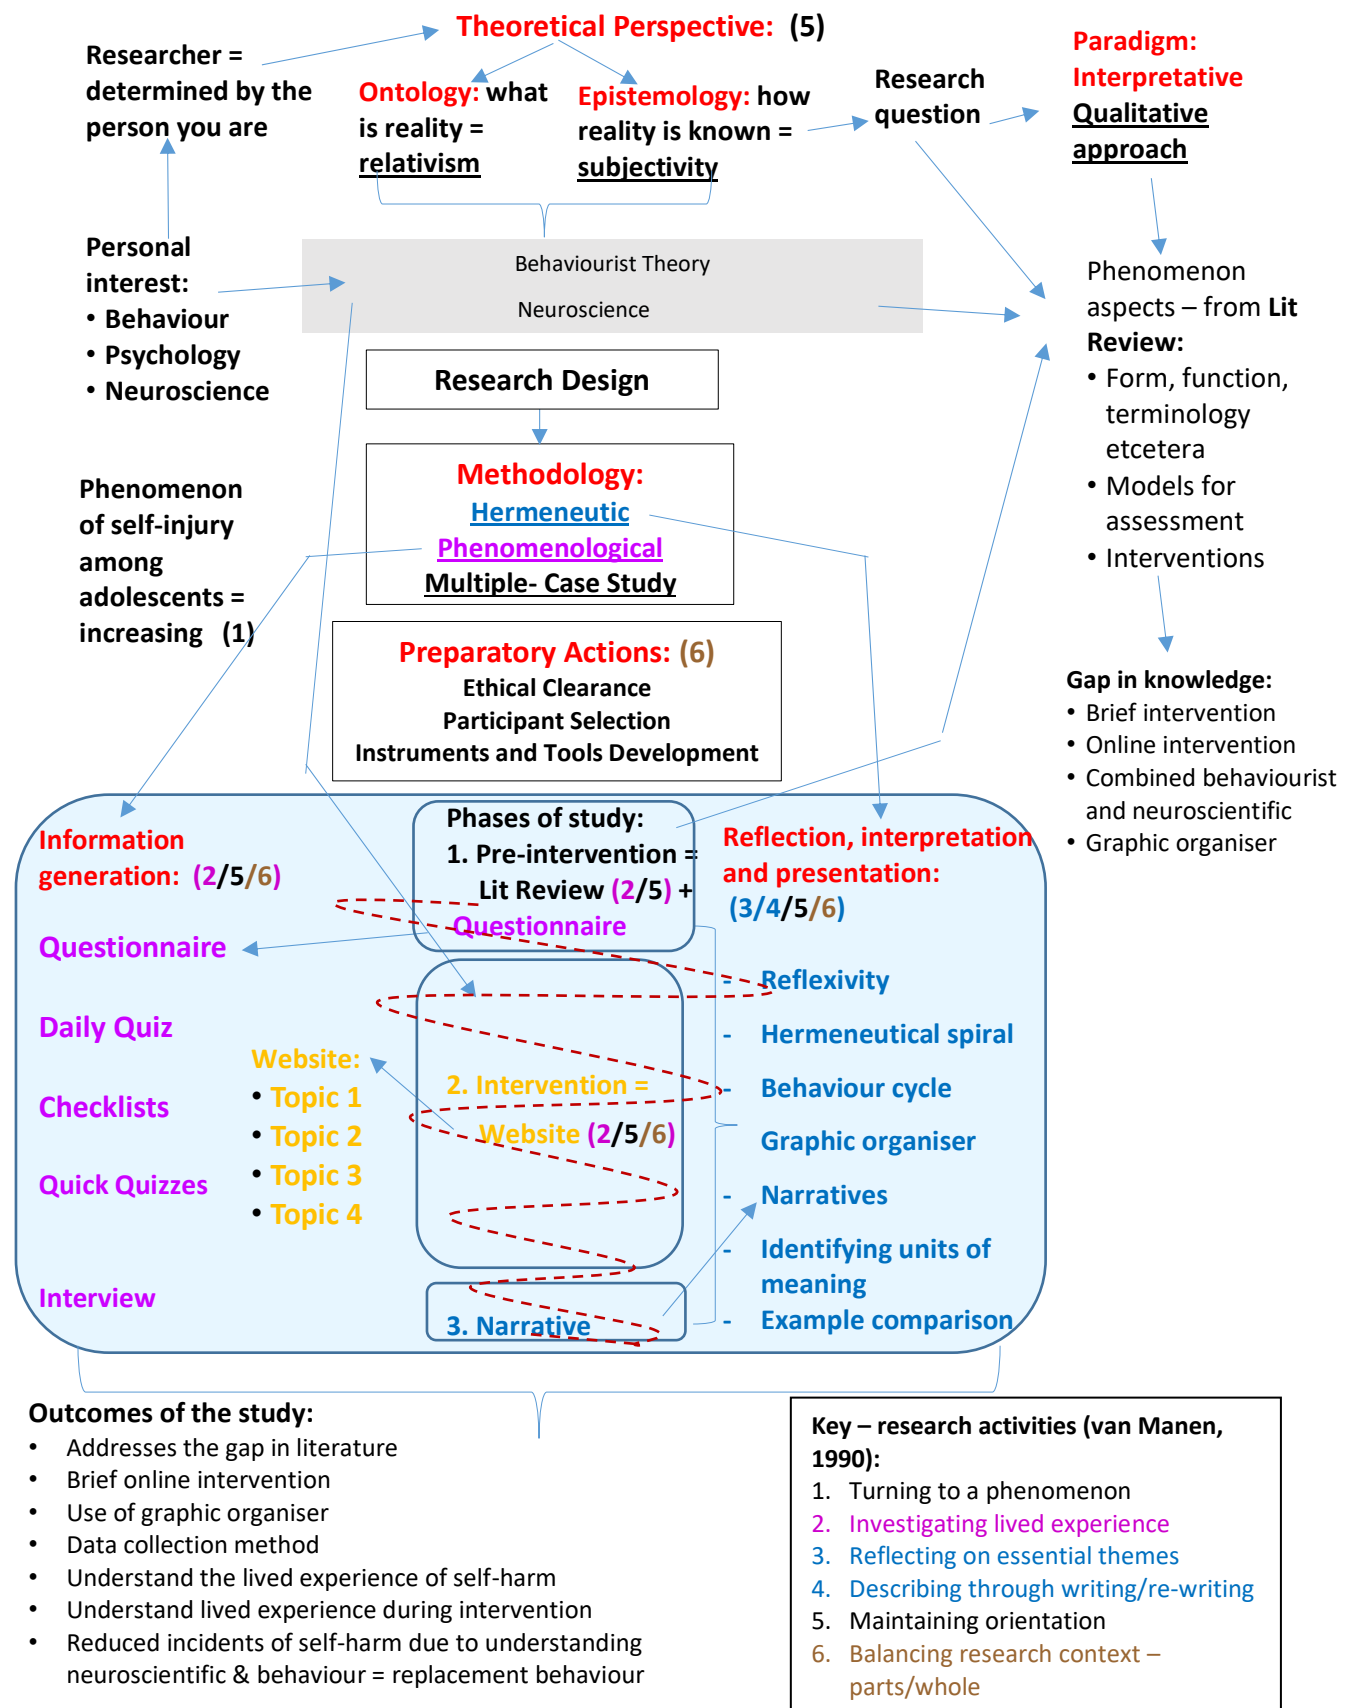 Theoretical Perspective: (5)
Researcher =
determined by the
person you are
Ontology: what
is reality =
relativism
Epistemology: how
reality is known =
subjectivity
Research
question
Paradigm:
Interpretative
Qualitative
approach
Personal
interest:
• Behaviour
• Psychology
• Neuroscience
Behaviourist Theory
Neuroscience
Phenomenon
aspects – from Lit
Review:
• Form, function,
terminology
etcetera
• Models for
assessment
• Interventions
Research Design
Methodology:
Hermeneutic
Phenomenological
Multiple- Case Study
Phenomenon
of self-injury
among
adolescents =
increasing (1)
Preparatory Actions: (6)
Ethical Clearance
Participant Selection
Instruments and Tools Development
Gap in knowledge:
• Brief intervention
• Online intervention
• Combined behaviourist
and neuroscientific
• Graphic organiser
Information
generation: (2/5/6)
Questionnaire
Daily Quiz
Checklists
Quick Quizzes
Interview
Website:
• Topic 1
• Topic 2
• Topic 3
• Topic 4
Phases of study:
1. Pre-intervention =
Lit Review (2/5) +
Questionnaire
2. Intervention =
Website (2/5/6)
3. Narrative
Reflection, interpretation
and presentation:
(3/4/5/6)
- Reflexivity
- Hermeneutical spiral
- Behaviour cycle
Graphic organiser
- Narratives
- Identifying units of
meaning
- Example comparison
Outcomes of the study:
• Addresses the gap in literature
• Brief online intervention
• Use of graphic organiser
• Data collection method
• Understand the lived experience of self-harm
• Understand lived experience during intervention
• Reduced incidents of self-harm due to understanding
neuroscientific & behaviour = replacement behaviour
Key – research activities (van Manen,
1990):
1. Turning to a phenomenon
2. Investigating lived experience
3. Reflecting on essential themes
4. Describing through writing/re-writing
5. Maintaining orientation
6. Balancing research context –
parts/whole